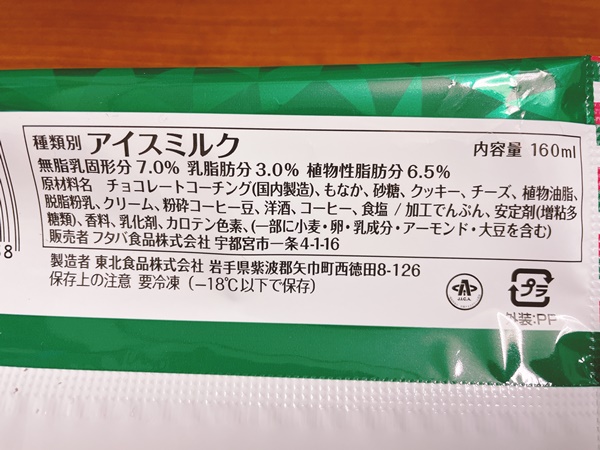 種類別 アイスミルク 内容量 160ml
無脂乳固形分 7.0% 乳脂肪分 3.0% 植物性脂肪分 6.5%
原材料名 チョコレートコーチング(国内製造)、もなか、砂糖、クッキー、チーズ、植物油脂、
脱脂粉乳、クリーム、粉砕コーヒー豆、洋酒、コーヒー、食塩 / 加工でんぷん、安定剤(増粘多
糖類)、香料、乳化剤、カロテン色素、(一部に小麦・卵・乳成分・アーモンド・大豆を含む)
販売者 フタバ食品株式会社 宇都宮市一条4-1-16
製造者 東北食品株式会社 岩手県紫波郡矢巾町西徳田8-126
保存上の注意 要冷凍 (−18℃以下で保存)
プラ
外装:PF
8